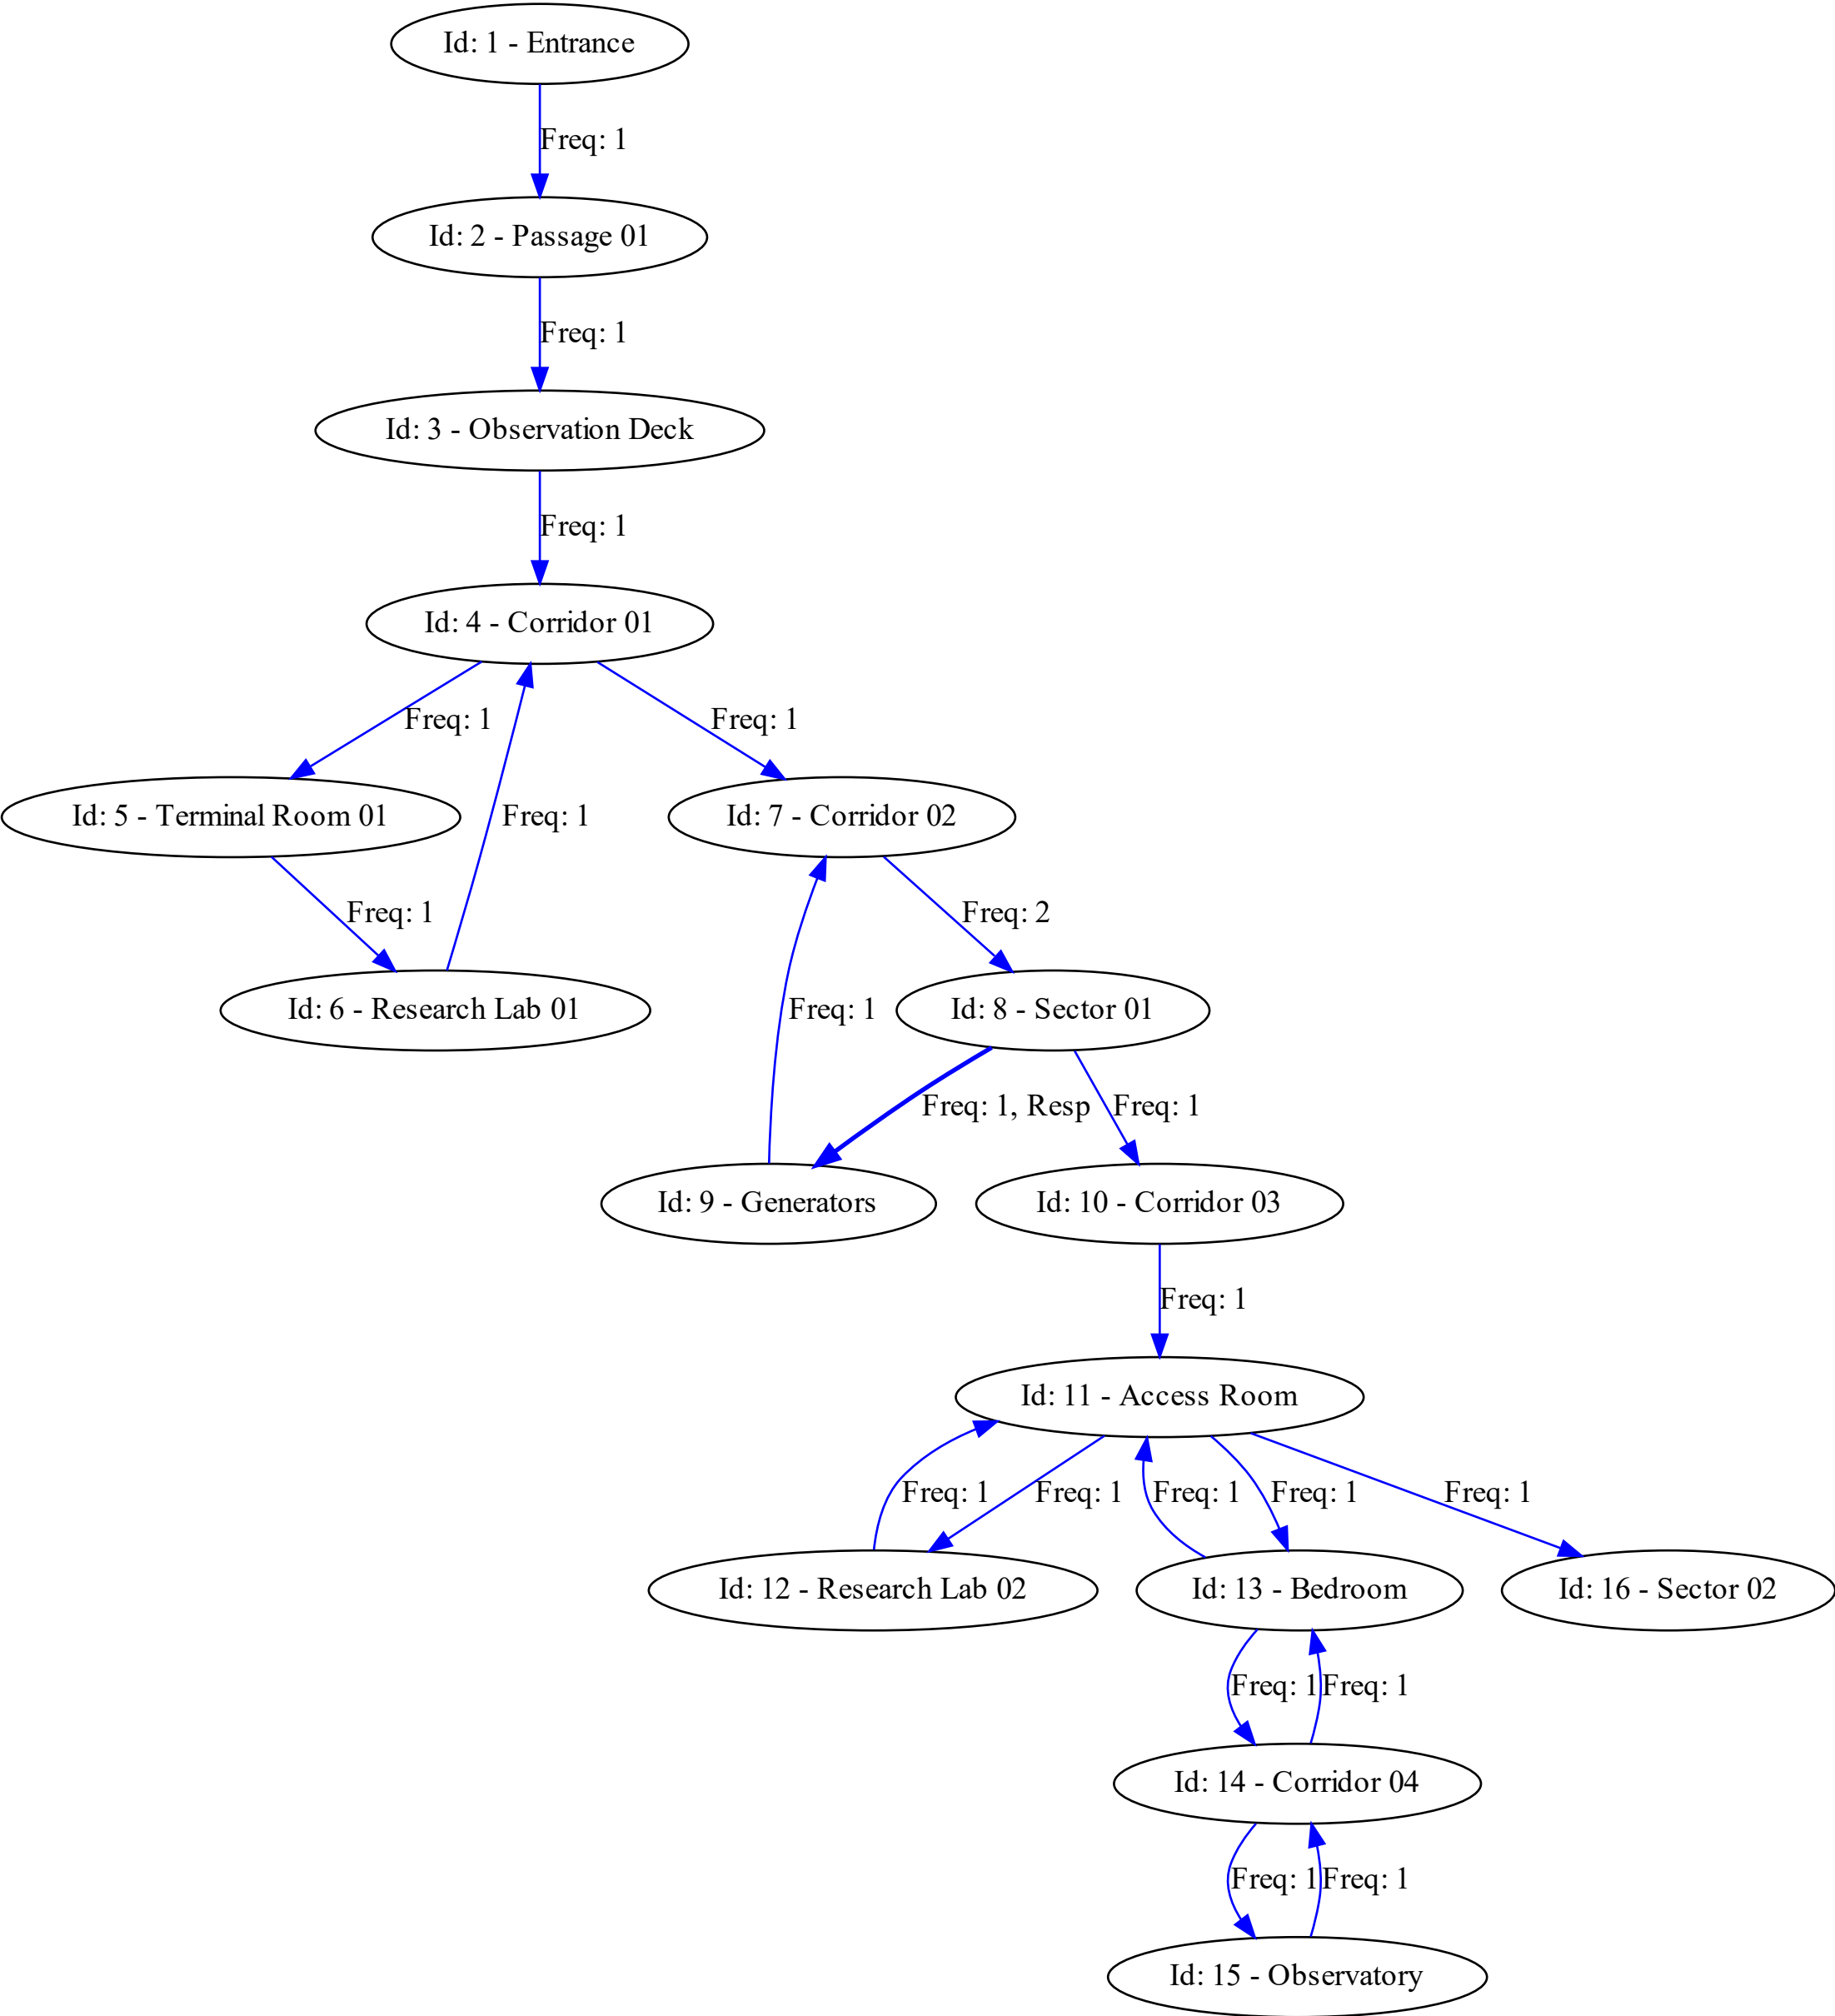 Id: 1 - Entrance
Freq: 1
Id: 2 - Passage 01
Freq: 1
Id: 3 - Observation Deck
Freq: 1
Id: 4 - Corridor 01
Freq: 1
Freq: 1
Id: 5 - Terminal Room 01
Freq: 1
Id: 7 - Corridor 02
Freq: 1
Freq: 2
Id: 6 - Research Lab 01
Freq: 1
Id: 8 - Sector 01
Freq: 1, Resp
Freq: 1
Id: 9 - Generators
Id: 10 - Corridor 03
Freq: 1
Id: 11 - Access Room
Freq: 1
Freq: 1
Freq: 1
Freq: 1
Freq: 1
Id: 12 - Research Lab 02
Id: 13 - Bedroom
Id: 16 - Sector 02
Freq: 1
Freq: 1
Id: 14 - Corridor 04
Freq: 1
Freq: 1
Id: 15 - Observatory